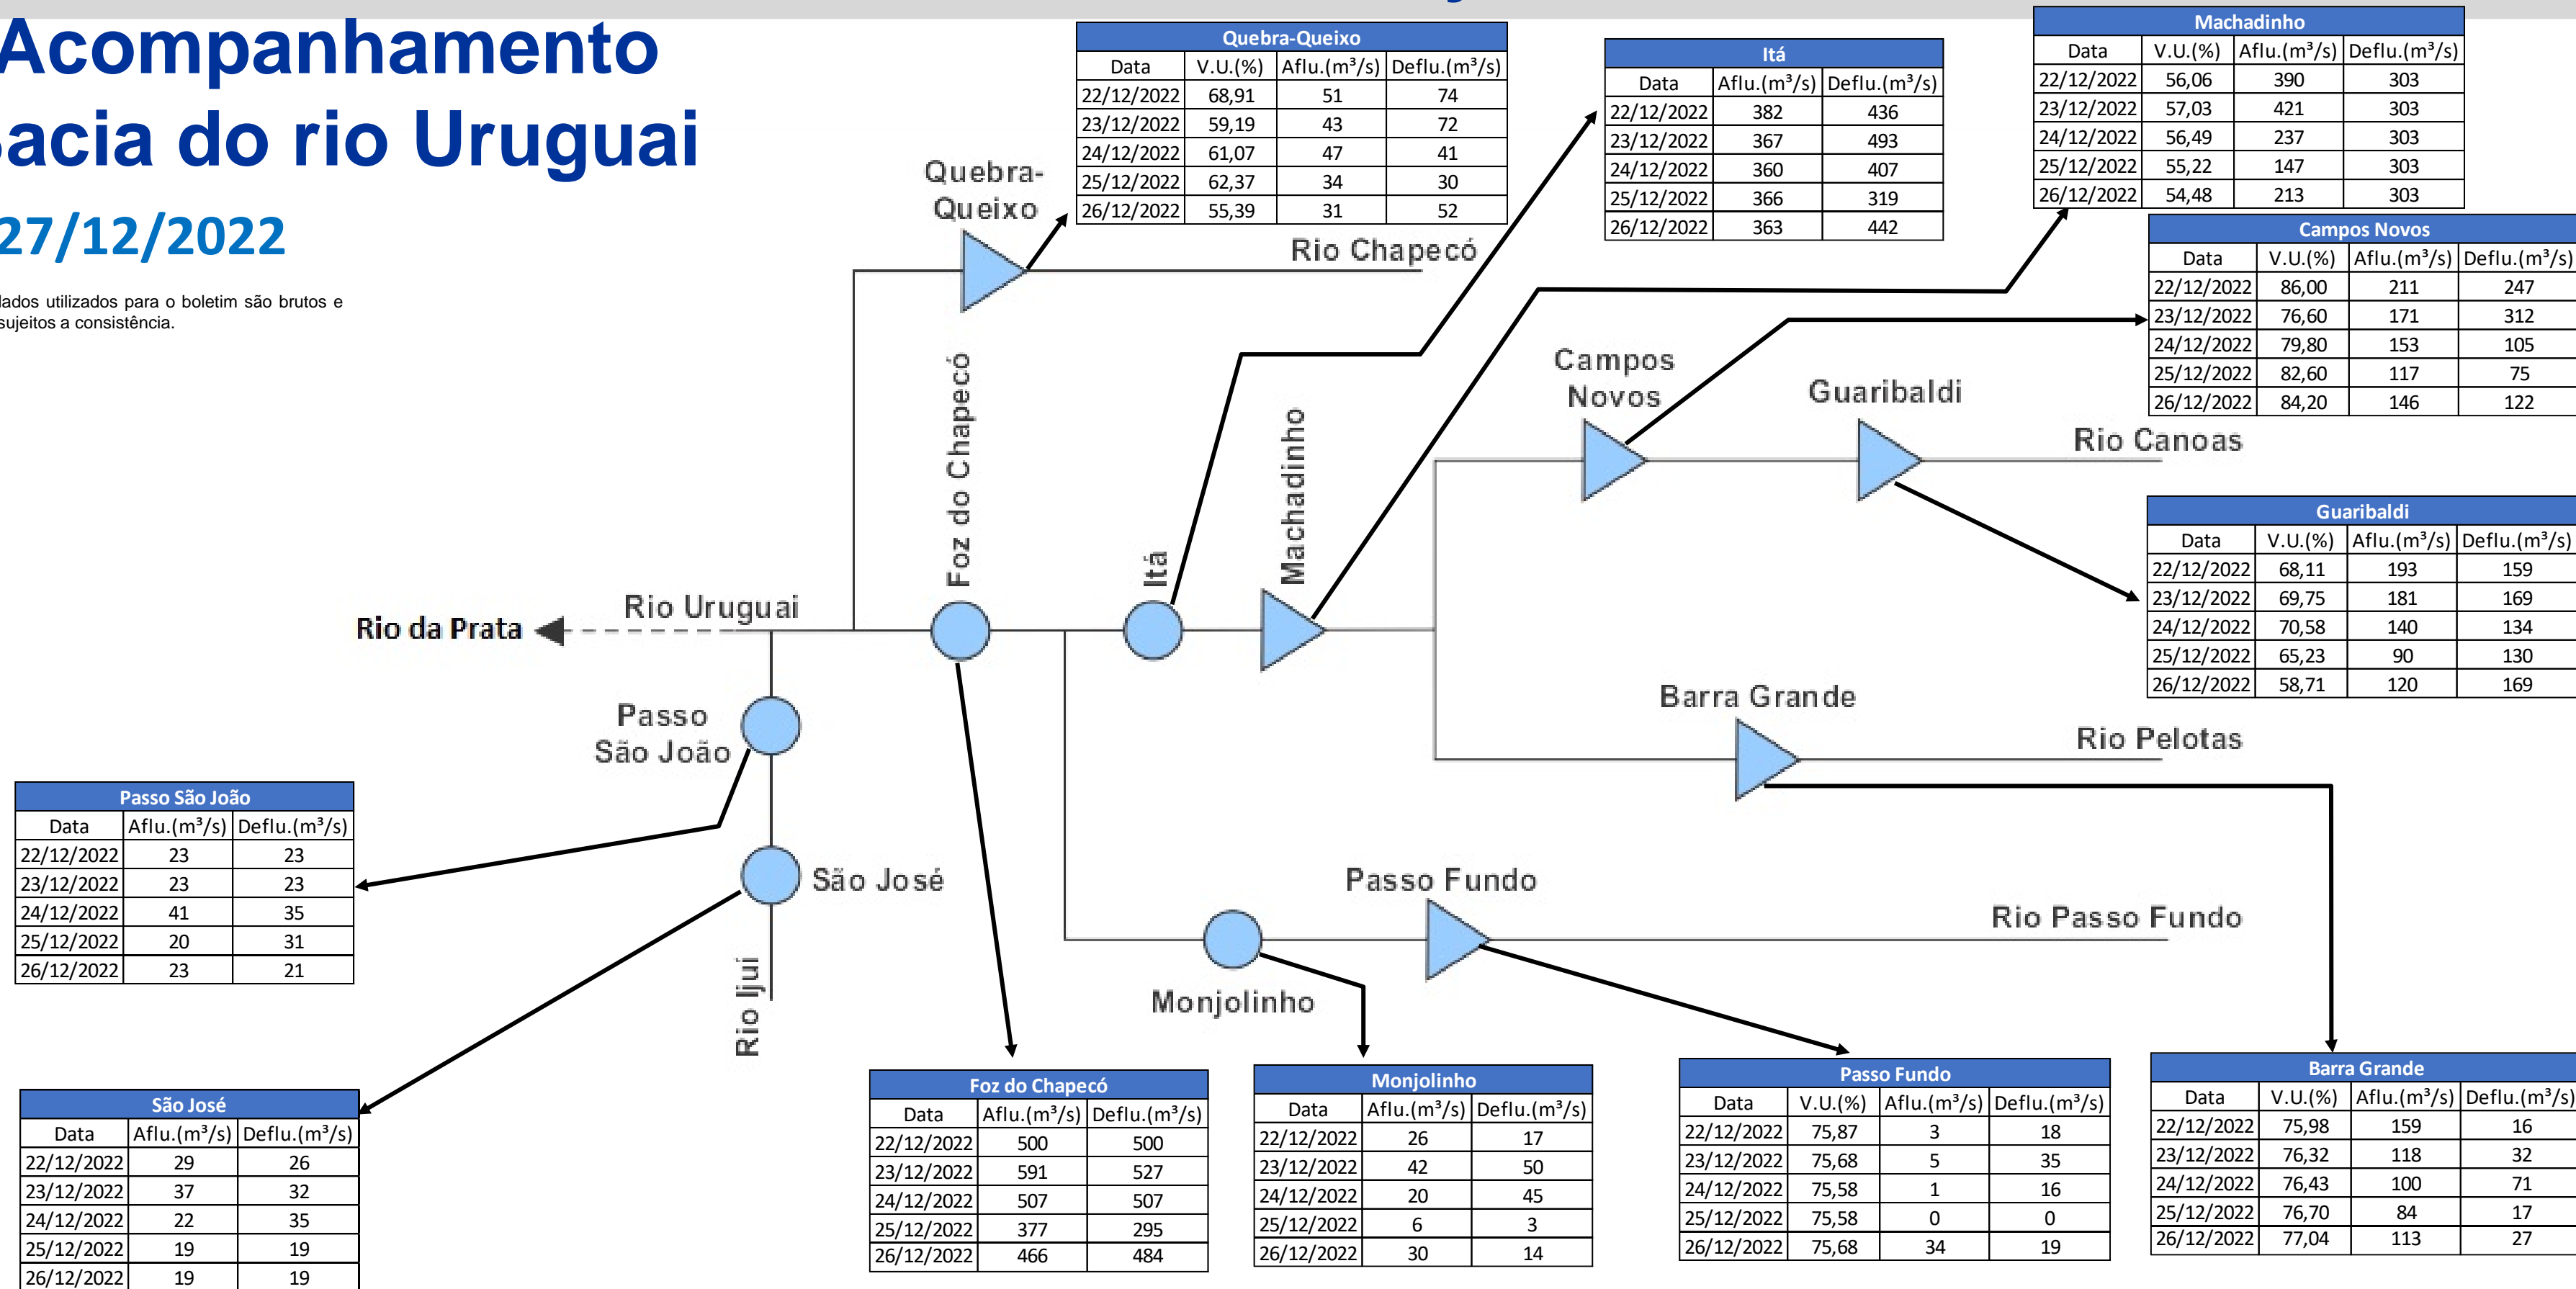 Acompanhamento
acia do rio Uruguai
27/12/2022
dados utilizados para o boletim são brutos e
sujeitos a consistência.
Quebra-Queixo
Data V.U.(%) Aflu.(m³/s) Deflu.(m³/s)
22/12/2022 68,91 51 74
23/12/2022 59,19 43 72
24/12/2022 61,07 47 41
25/12/2022 62,37 34 30
26/12/2022 55,39 31 52
Itá
Data Aflu.(m³/s) Deflu.(m³/s)
22/12/2022 382 436
23/12/2022 367 493
24/12/2022 360 407
25/12/2022 366 319
26/12/2022 363 442
Machadinho
Data V.U.(%) Aflu.(m³/s) Deflu.(m³/s)
22/12/2022 56,06 390 303
23/12/2022 57,03 421 303
24/12/2022 56,49 237 303
25/12/2022 55,22 147 303
26/12/2022 54,48 213 303
Campos Novos
Data V.U.(%) Aflu.(m³/s) Deflu.(m³/s)
22/12/2022 86,00 211 247
23/12/2022 76,60 171 312
24/12/2022 79,80 153 105
25/12/2022 82,60 117 75
26/12/2022 84,20 146 122
Quebra-
Queixo
Rio Chapecó
Foz do Chapecó
Itá
Machadinho
Campos
Novos
Guaribaldi
Rio Canoas
Guaribaldi
Data V.U.(%) Aflu.(m³/s) Deflu.(m³/s)
22/12/2022 68,11 193 159
23/12/2022 69,75 181 169
24/12/2022 70,58 140 134
25/12/2022 65,23 90 130
26/12/2022 58,71 120 169
Rio da Prata
Rio Uruguai
Passo
São João
Barra Grande
Rio Pelotas
São José
Rio Ijui
Passo Fundo
Rio Passo Fundo
Monjolinho
Passo São João
Data Aflu.(m³/s) Deflu.(m³/s)
22/12/2022 23 23
23/12/2022 23 23
24/12/2022 41 35
25/12/2022 20 31
26/12/2022 23 21
São José
Data Aflu.(m³/s) Deflu.(m³/s)
22/12/2022 29 26
23/12/2022 37 32
24/12/2022 22 35
25/12/2022 19 19
26/12/2022 19 19
Foz do Chapecó
Data Aflu.(m³/s) Deflu.(m³/s)
22/12/2022 500 500
23/12/2022 591 527
24/12/2022 507 507
25/12/2022 377 295
26/12/2022 466 484
Monjolinho
Data Aflu.(m³/s) Deflu.(m³/s)
22/12/2022 26 17
23/12/2022 42 50
24/12/2022 20 45
25/12/2022 6 3
26/12/2022 30 14
Passo Fundo
Data V.U.(%) Aflu.(m³/s) Deflu.(m³/s)
22/12/2022 75,87 3 18
23/12/2022 75,68 5 35
24/12/2022 75,58 1 16
25/12/2022 75,58 0 0
26/12/2022 75,68 34 19
Barra Grande
Data V.U.(%) Aflu.(m³/s) Deflu.(m³/s)
22/12/2022 75,98 159 16
23/12/2022 76,32 118 32
24/12/2022 76,43 100 71
25/12/2022 76,70 84 17
26/12/2022 77,04 113 27